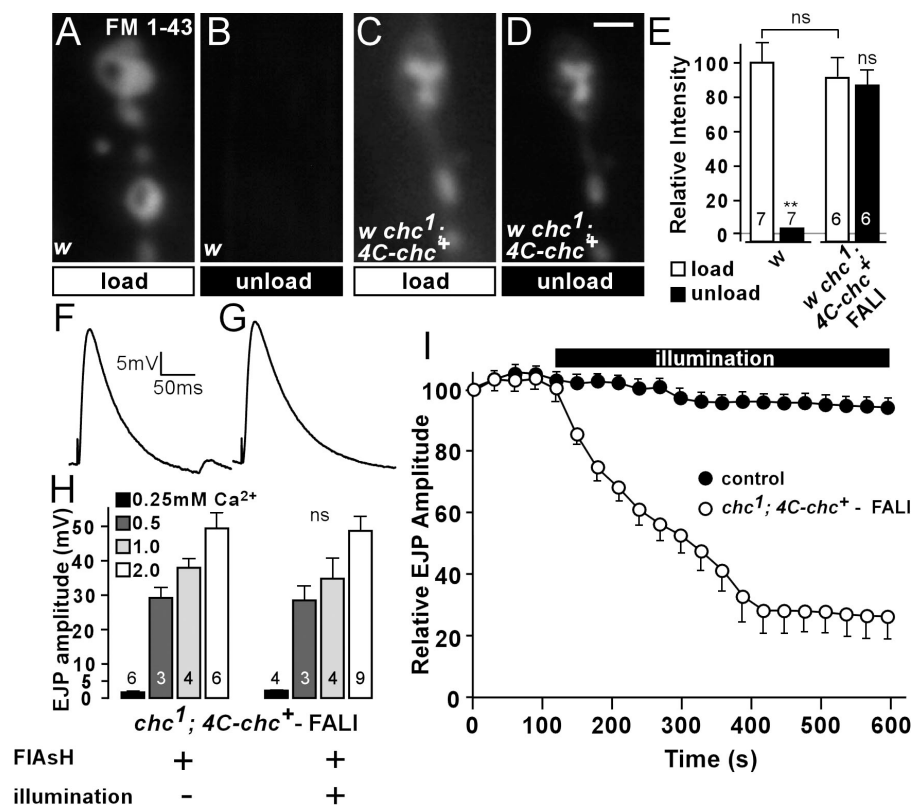 A FM 1-43
B
C
D
w
w
w chc1;
4C-chc+
w chc1;
4C-chc+
load
unload
load
unload
E
ns
ns
**
Relative Intensity
100
80
60
40
20
0
7
7
6
6
w
w chc1;
4C-chc+
FALI
load
unload
F
G
5mV
50ms
H
0.25mM Ca2+
0.5
1.0
2.0
ns
EJP amplitude (mV)
50
40
30
20
10
5
0
6 3 4 6 4 3 4 9
chc1; 4C-chc+- FALI
FlAsH + +
illumination - +
I
illumination
Relative EJP Amplitude
100
80
60
40
20
0
control
chc1; 4C-chc+ - FALI
0 100 200 300 400 500 600
Time (s)